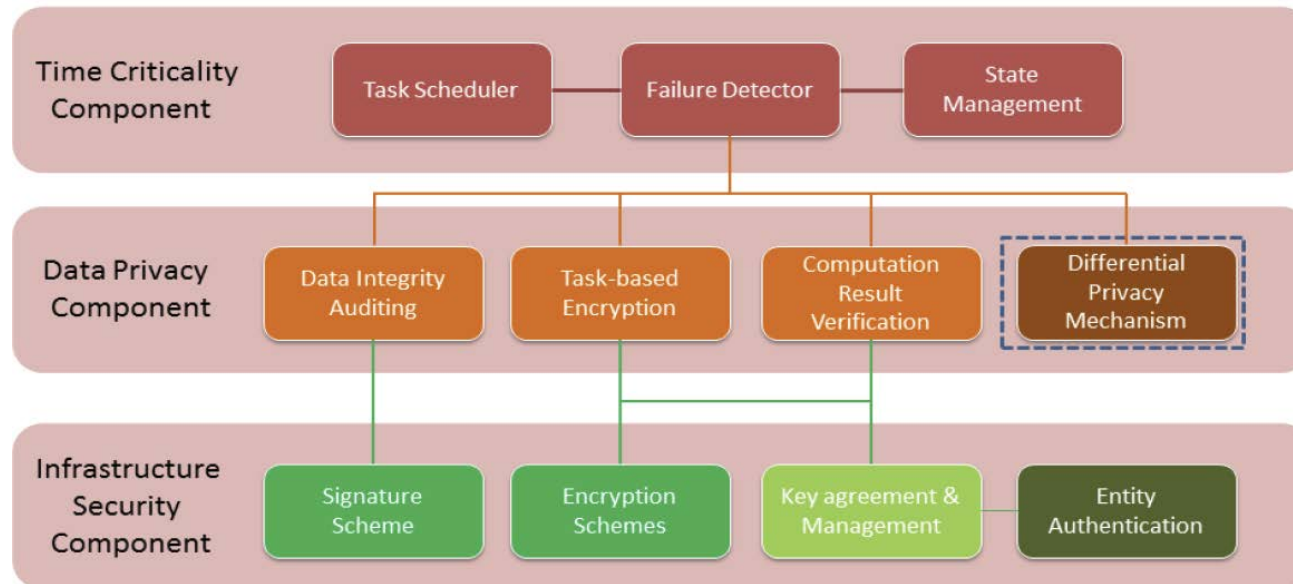 Time Criticality
Component
Task Scheduler
Failure Detector
State
Management
Data Privacy
Component
Data Integrity
Auditing
Task-based
Encryption
Computation
Result
Verification
Differential
Privacy
Mechanism
Infrastructure
Security
Component
Signature
Scheme
Encryption
Schemes
Key agreement &
Management
Entity
Authentication